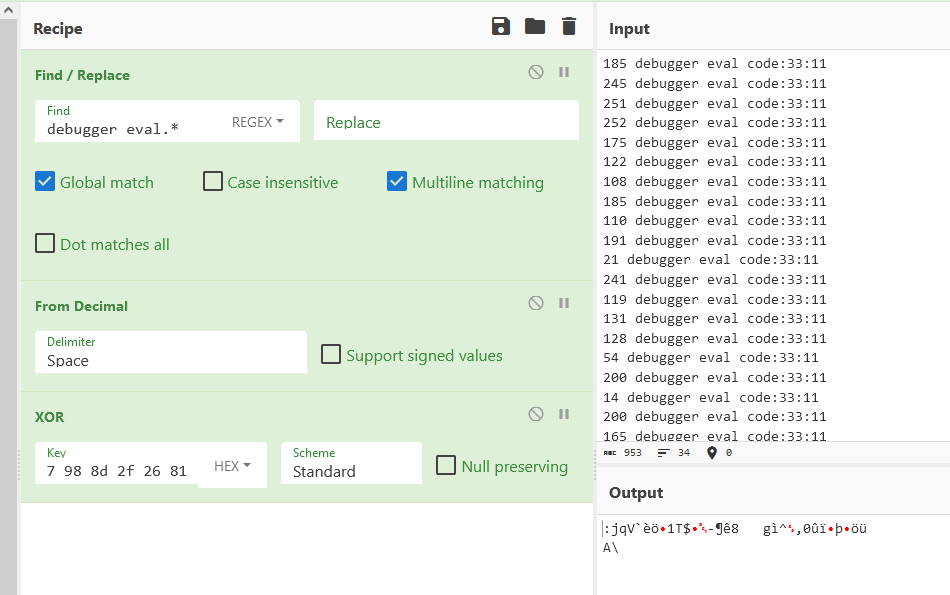 Recipe
Find / Replace
Find
debugger eval.*
REGEX
Replace
Global match
Case insensitive
Multiline matching
Dot matches all
From Decimal
Delimiter
Space
Support signed values
XOR
Key
7 98 8d 2f 26 81
HEX
Scheme
Standard
Null preserving
Input
185 debugger eval code:33:11
245 debugger eval code:33:11
251 debugger eval code:33:11
252 debugger eval code:33:11
175 debugger eval code:33:11
122 debugger eval code:33:11
108 debugger eval code:33:11
185 debugger eval code:33:11
110 debugger eval code:33:11
191 debugger eval code:33:11
21 debugger eval code:33:11
241 debugger eval code:33:11
119 debugger eval code:33:11
131 debugger eval code:33:11
128 debugger eval code:33:11
54 debugger eval code:33:11
200 debugger eval code:33:11
14 debugger eval code:33:11
200 debugger eval code:33:11
165 debugger eval code:33:11
ABC 953 34 0
Output
:jqV`èö•1T$•-¶ê8 gì^,0ûï•þ•öü
A\